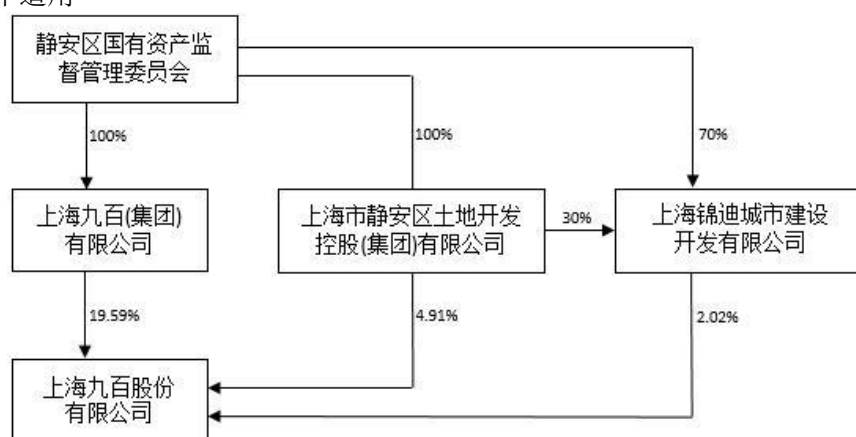 静安区国有资产监
督管理委员会
100%
100%
70%
上海九百(集团)
有限公司
上海市静安区土地开发
控股(集团)有限公司
30%
上海锦迪城市建设
开发有限公司
19.59%
4.91%
2.02%
上海九百股份
有限公司